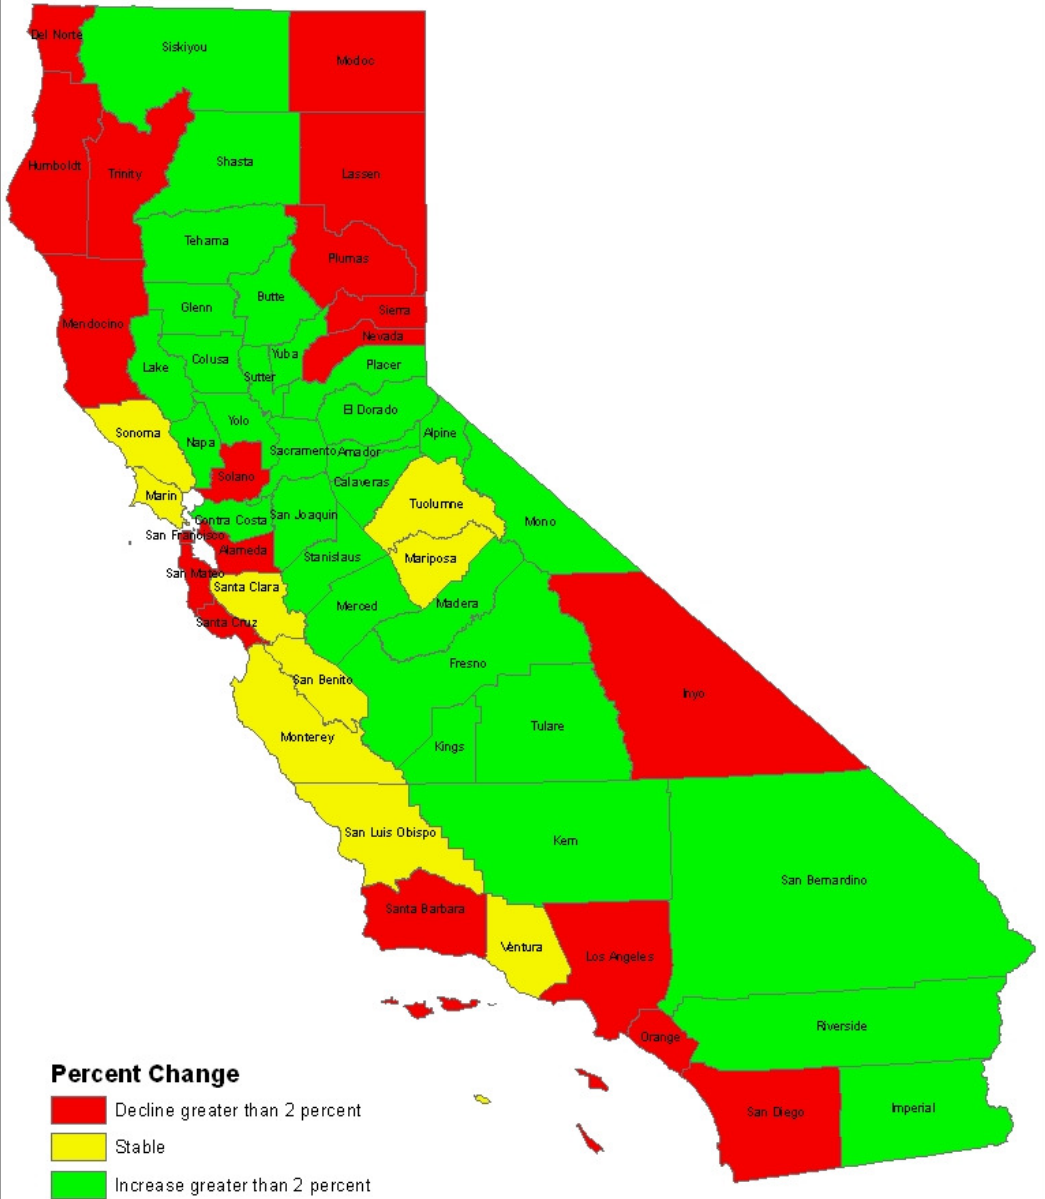 Del Norte
Siskiyou
Modoc
Humboldt
Trinity
Shasta
Lassen
Tehama
Plumas
Mendocino
Glenn
Butte
Sierra
Nevada
Lake
Colusa
Sutter
Yuba
Placer
Sonoma
Napa
Yolo
El Dorado
Alpine
Sacramento
Amador
Solano
Marin
Calaveras
Contra Costa
San Joaquin
Tuolumne
Mono
San Francisco
Alameda
Stanislaus
Mariposa
San Mateo
Santa Clara
Merced
Madera
Santa Cruz
San Benito
Fresno
Inyo
Monterey
Kings
Tulare
San Luis Obispo
Kern
San Bernardino
Santa Barbara
Ventura
Los Angeles
Orange
Riverside
San Diego
Imperial
Percent Change
Decline greater than 2 percent
Stable
Increase greater than 2 percent